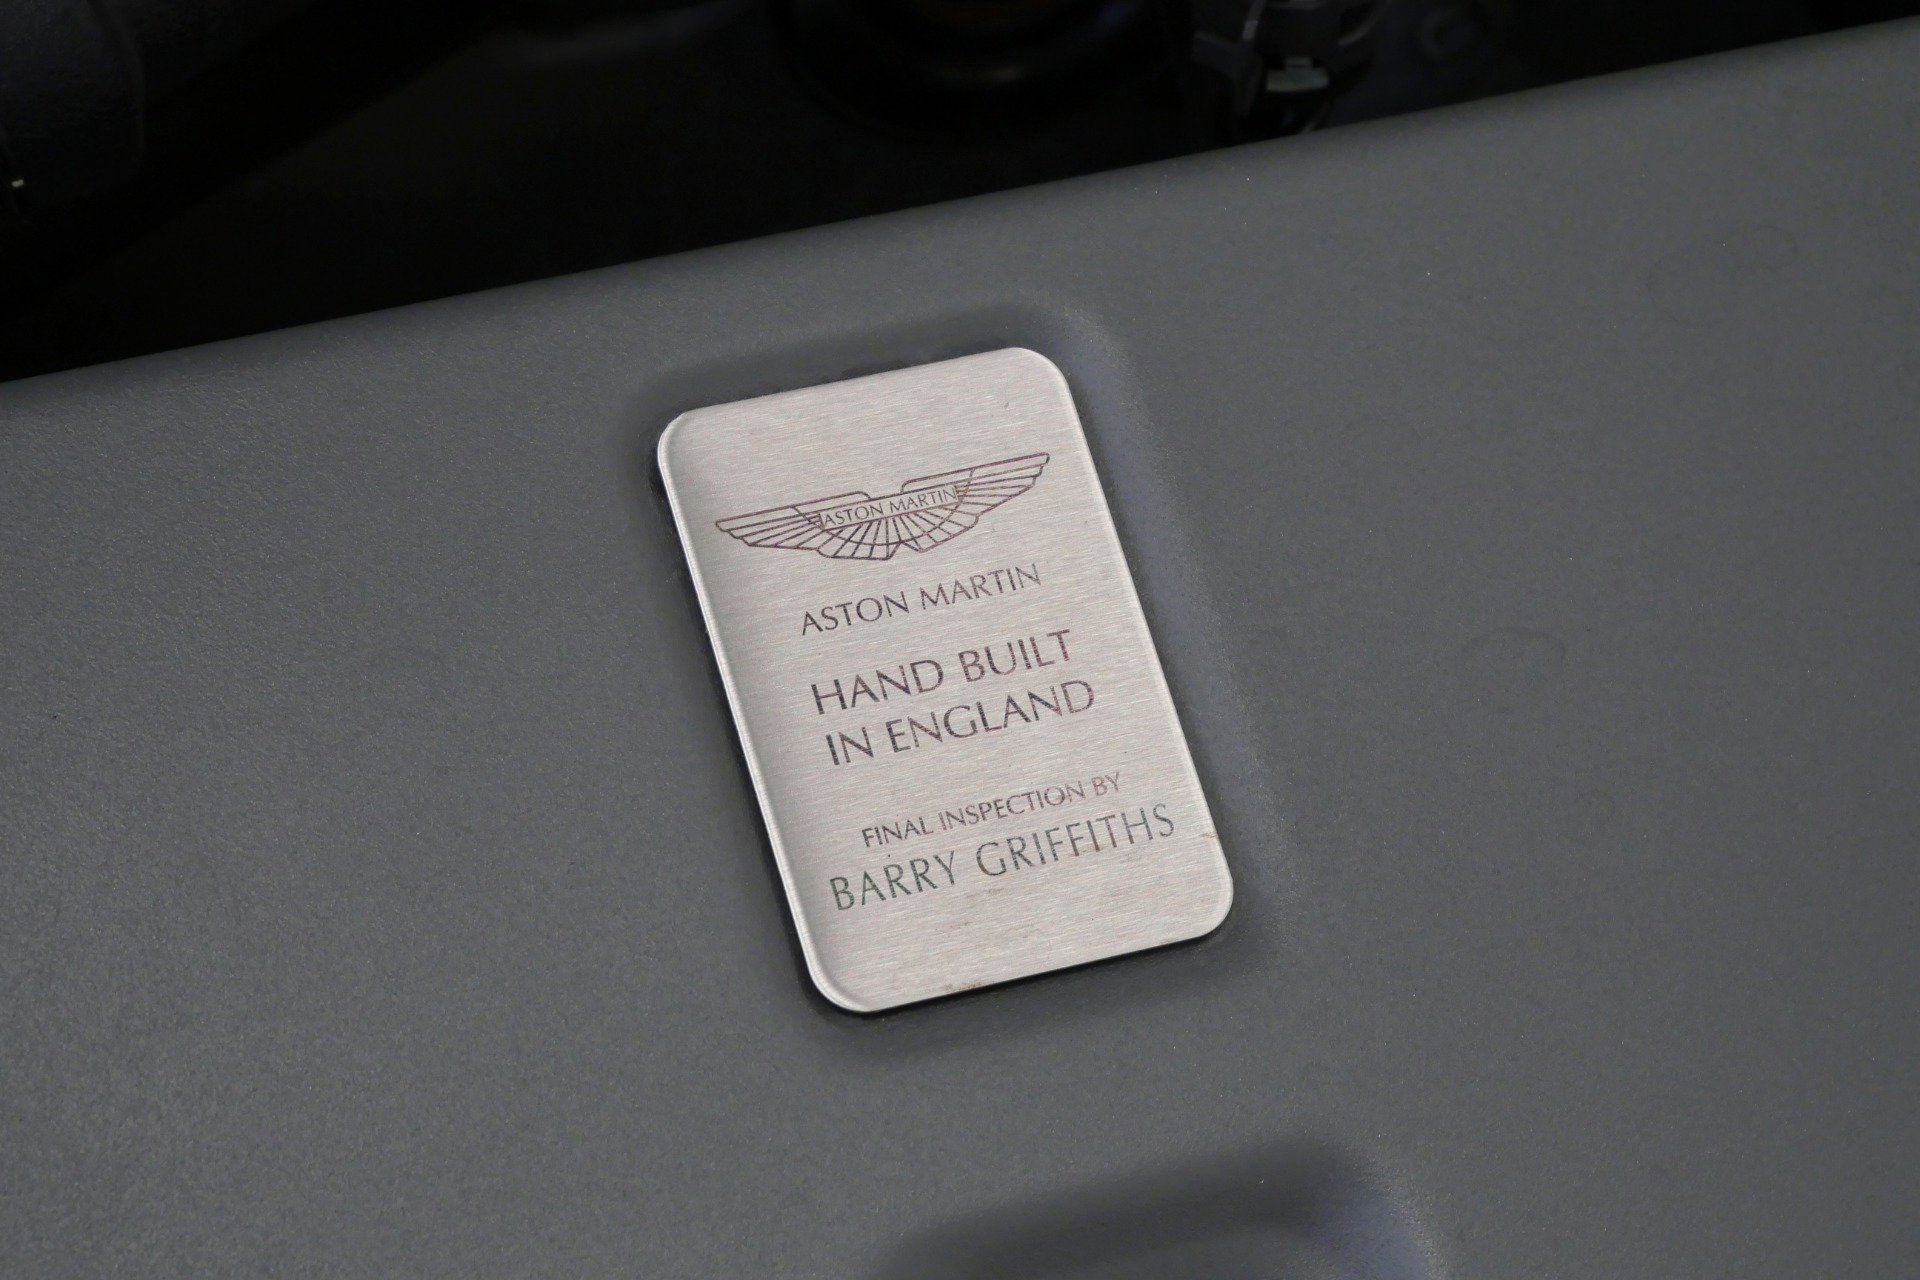 ASTON MARTIN
ASTON MARTIN
HAND BUILT
IN ENGLAND
FINAL INSPECTION BY
BARRY GRIFFITHS